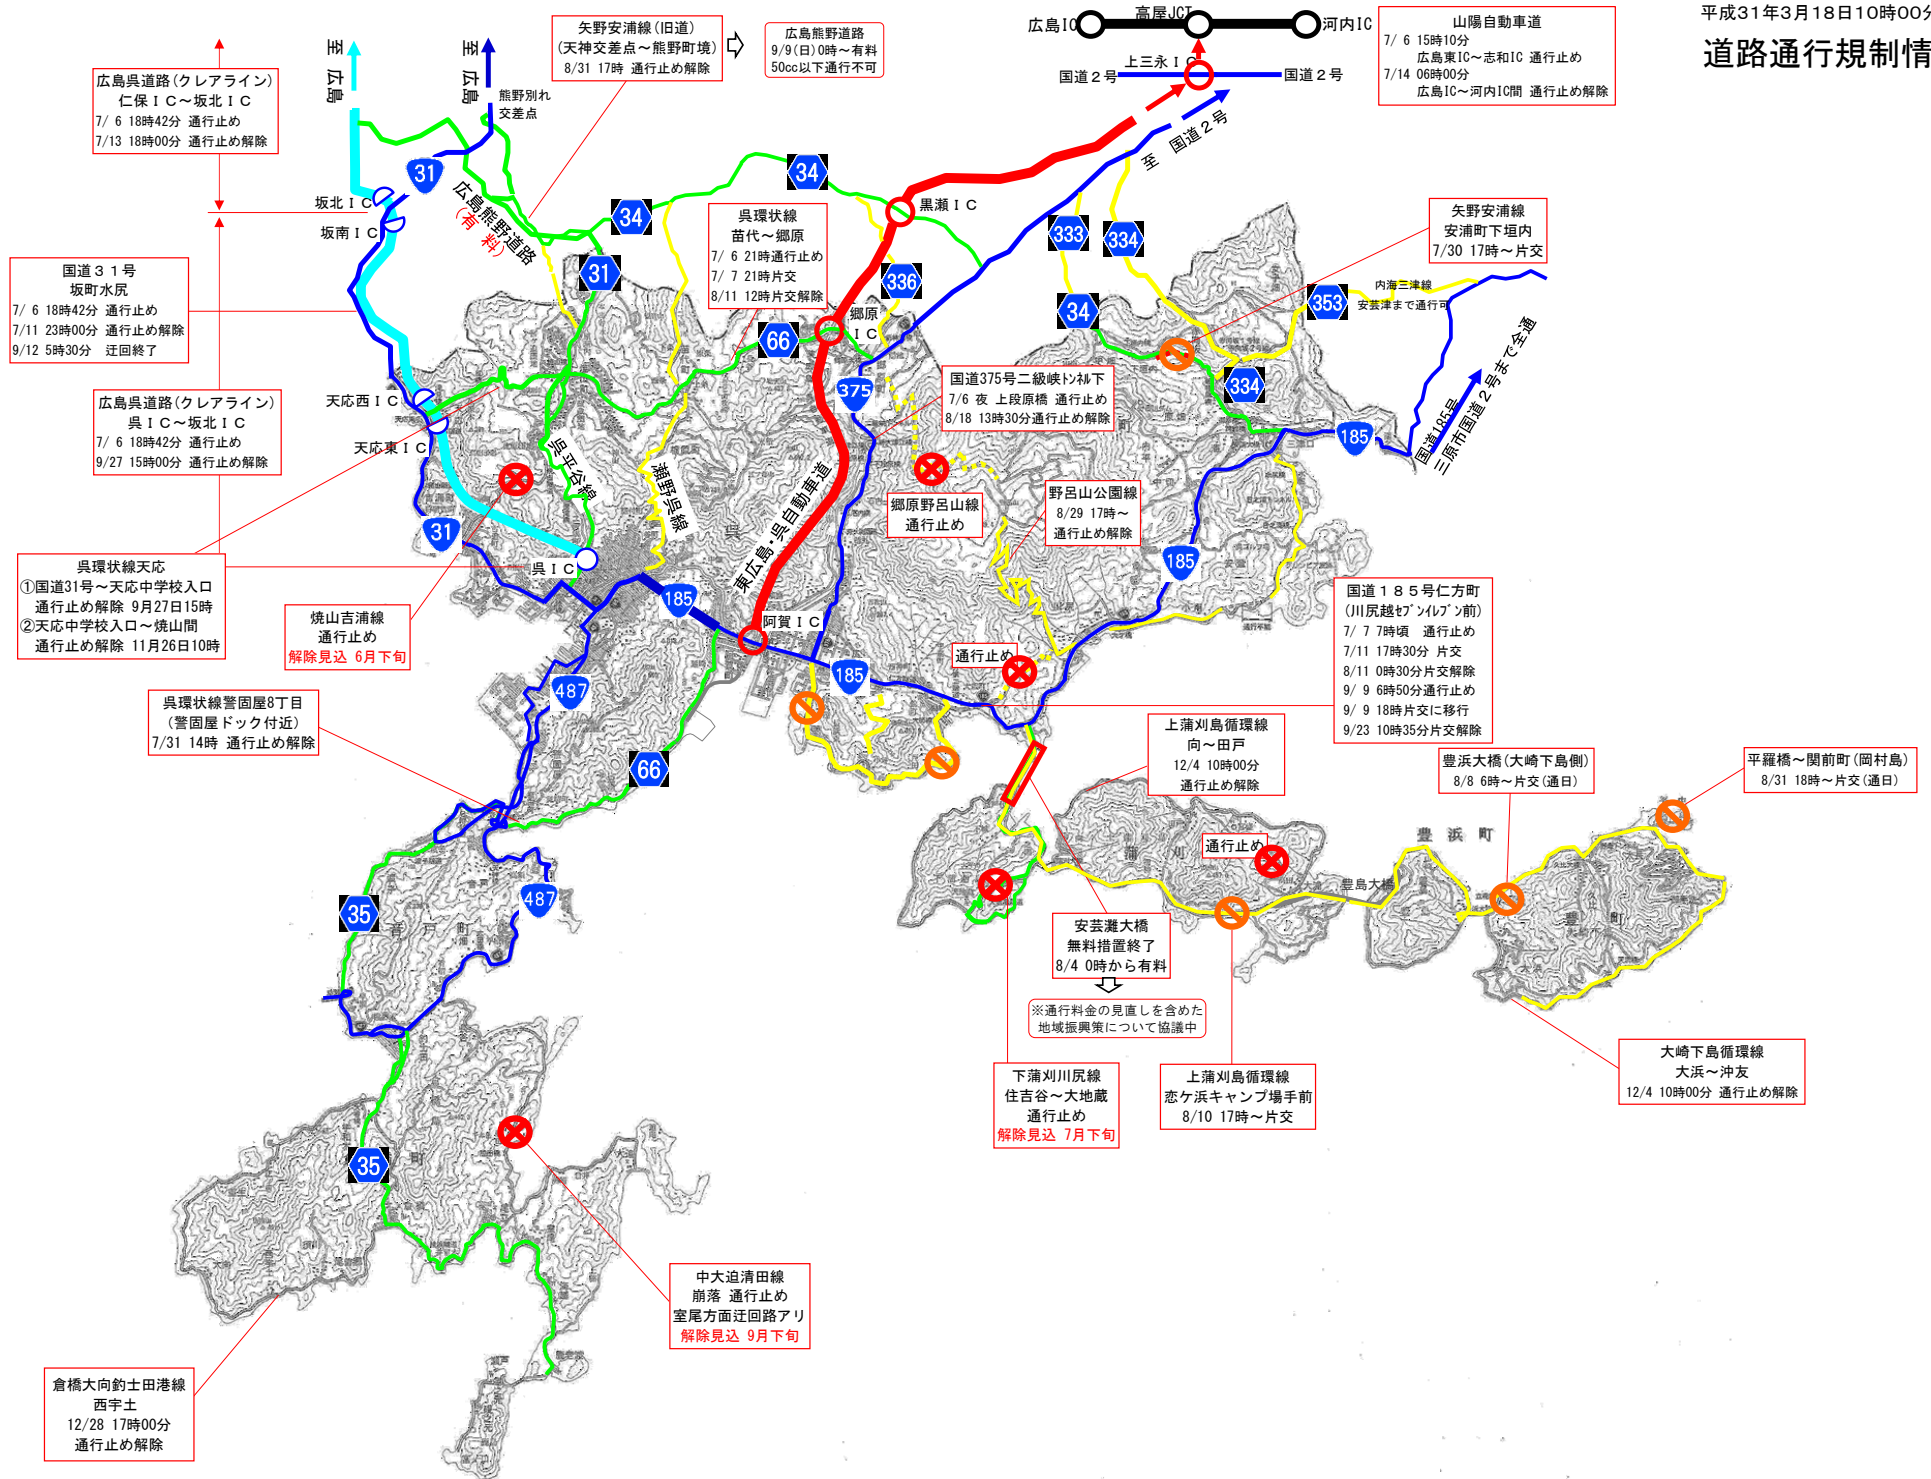 平成31年3月18日10時00分
道路通行規制情
広島IC
高屋JCT
河内IC
上三永ＩＣ
国道２号
国道２号
至 国道２号
山陽自動車道
7/ 6 15時10分
広島東IC～志和IC 通行止め
7/14 06時00分
広島IC～河内IC間 通行止め解除
矢野安浦線(旧道)
(天神交差点～熊野町境)
8/31 17時 通行止め解除
広島熊野道路
9/9(日)0時～有料
50cc以下通行不可
至 広島
至 広島
熊野別れ
交差点
広島呉道路(クレアライン)
仁保ＩＣ～坂北ＩＣ
7/ 6 18時42分 通行止め
7/13 18時00分 通行止め解除
坂北ＩＣ
坂南ＩＣ
31
広島熊野道路
(有 料)
34
34
31
黒瀬ＩＣ
333
334
336
呉環状線
苗代～郷原
7/ 6 21時通行止め
7/ 7 21時片交
8/11 12時片交解除
矢野安浦線
安浦町下垣内
7/30 17時～片交
内海三津線
安芸津まで通行可
353
34
334
国道３１号
坂町水尻
7/ 6 18時42分 通行止め
7/11 23時00分 通行止め解除
9/12 5時30分 迂回終了
66
郷原
ＩＣ
375
国道375号二級峡ﾄﾝﾈﾙ下
7/6 夜 上段原橋 通行止め
8/18 13時30分通行止め解除
国道185号
三原市国道２号まで全通
185
広島呉道路(クレアライン)
呉ＩＣ～坂北ＩＣ
7/ 6 18時42分 通行止め
9/27 15時00分 通行止め解除
天応西ＩＣ
天応東ＩＣ
呉平谷線
瀬野呉線
呉
東広島・呉自動車道
郷原野呂山線
通行止め
野呂山公園線
8/29 17時～
通行止め解除
31
呉ＩＣ
185
185
呉環状線天応
①国道31号～天応中学校入口
通行止め解除 9月27日15時
②天応中学校入口～焼山間
通行止め解除 11月26日10時
焼山吉浦線
通行止め
解除見込 6月下旬
阿賀ＩＣ
185
通行止め
国道１８５号仁方町
(川尻越ｾﾌﾞﾝｲﾚﾌﾞﾝ前)
7/ 7 7時頃 通行止め
7/11 17時30分 片交
8/11 0時30分片交解除
9/ 9 6時50分通行止め
9/ 9 18時片交に移行
9/23 10時35分片交解除
呉環状線警固屋8丁目
(警固屋ドック付近)
7/31 14時 通行止め解除
487
66
上蒲刈島循環線
向～田戸
12/4 10時00分
通行止め解除
豊浜大橋(大崎下島側)
8/8 6時～片交(通日)
平羅橋～関前町(岡村島)
8/31 18時～片交(通日)
蒲 刈
通行止め
豊浜町
豊島大橋
豊 町
大浜
35
487
音 戸 町
安芸灘大橋
無料措置終了
8/4 0時から有料
※通行料金の見直しを含めた
地域振興策について協議中
下蒲刈川尻線
住吉谷～大地蔵
通行止め
解除見込 7月下旬
上蒲刈島循環線
恋ケ浜キャンプ場手前
8/10 17時～片交
大崎下島循環線
大浜～沖友
12/4 10時00分 通行止め解除
35
町
中大迫清田線
崩落 通行止め
室尾方面迂回路アリ
解除見込 9月下旬
倉橋大向釣士田港線
西宇土
12/28 17時00分
通行止め解除